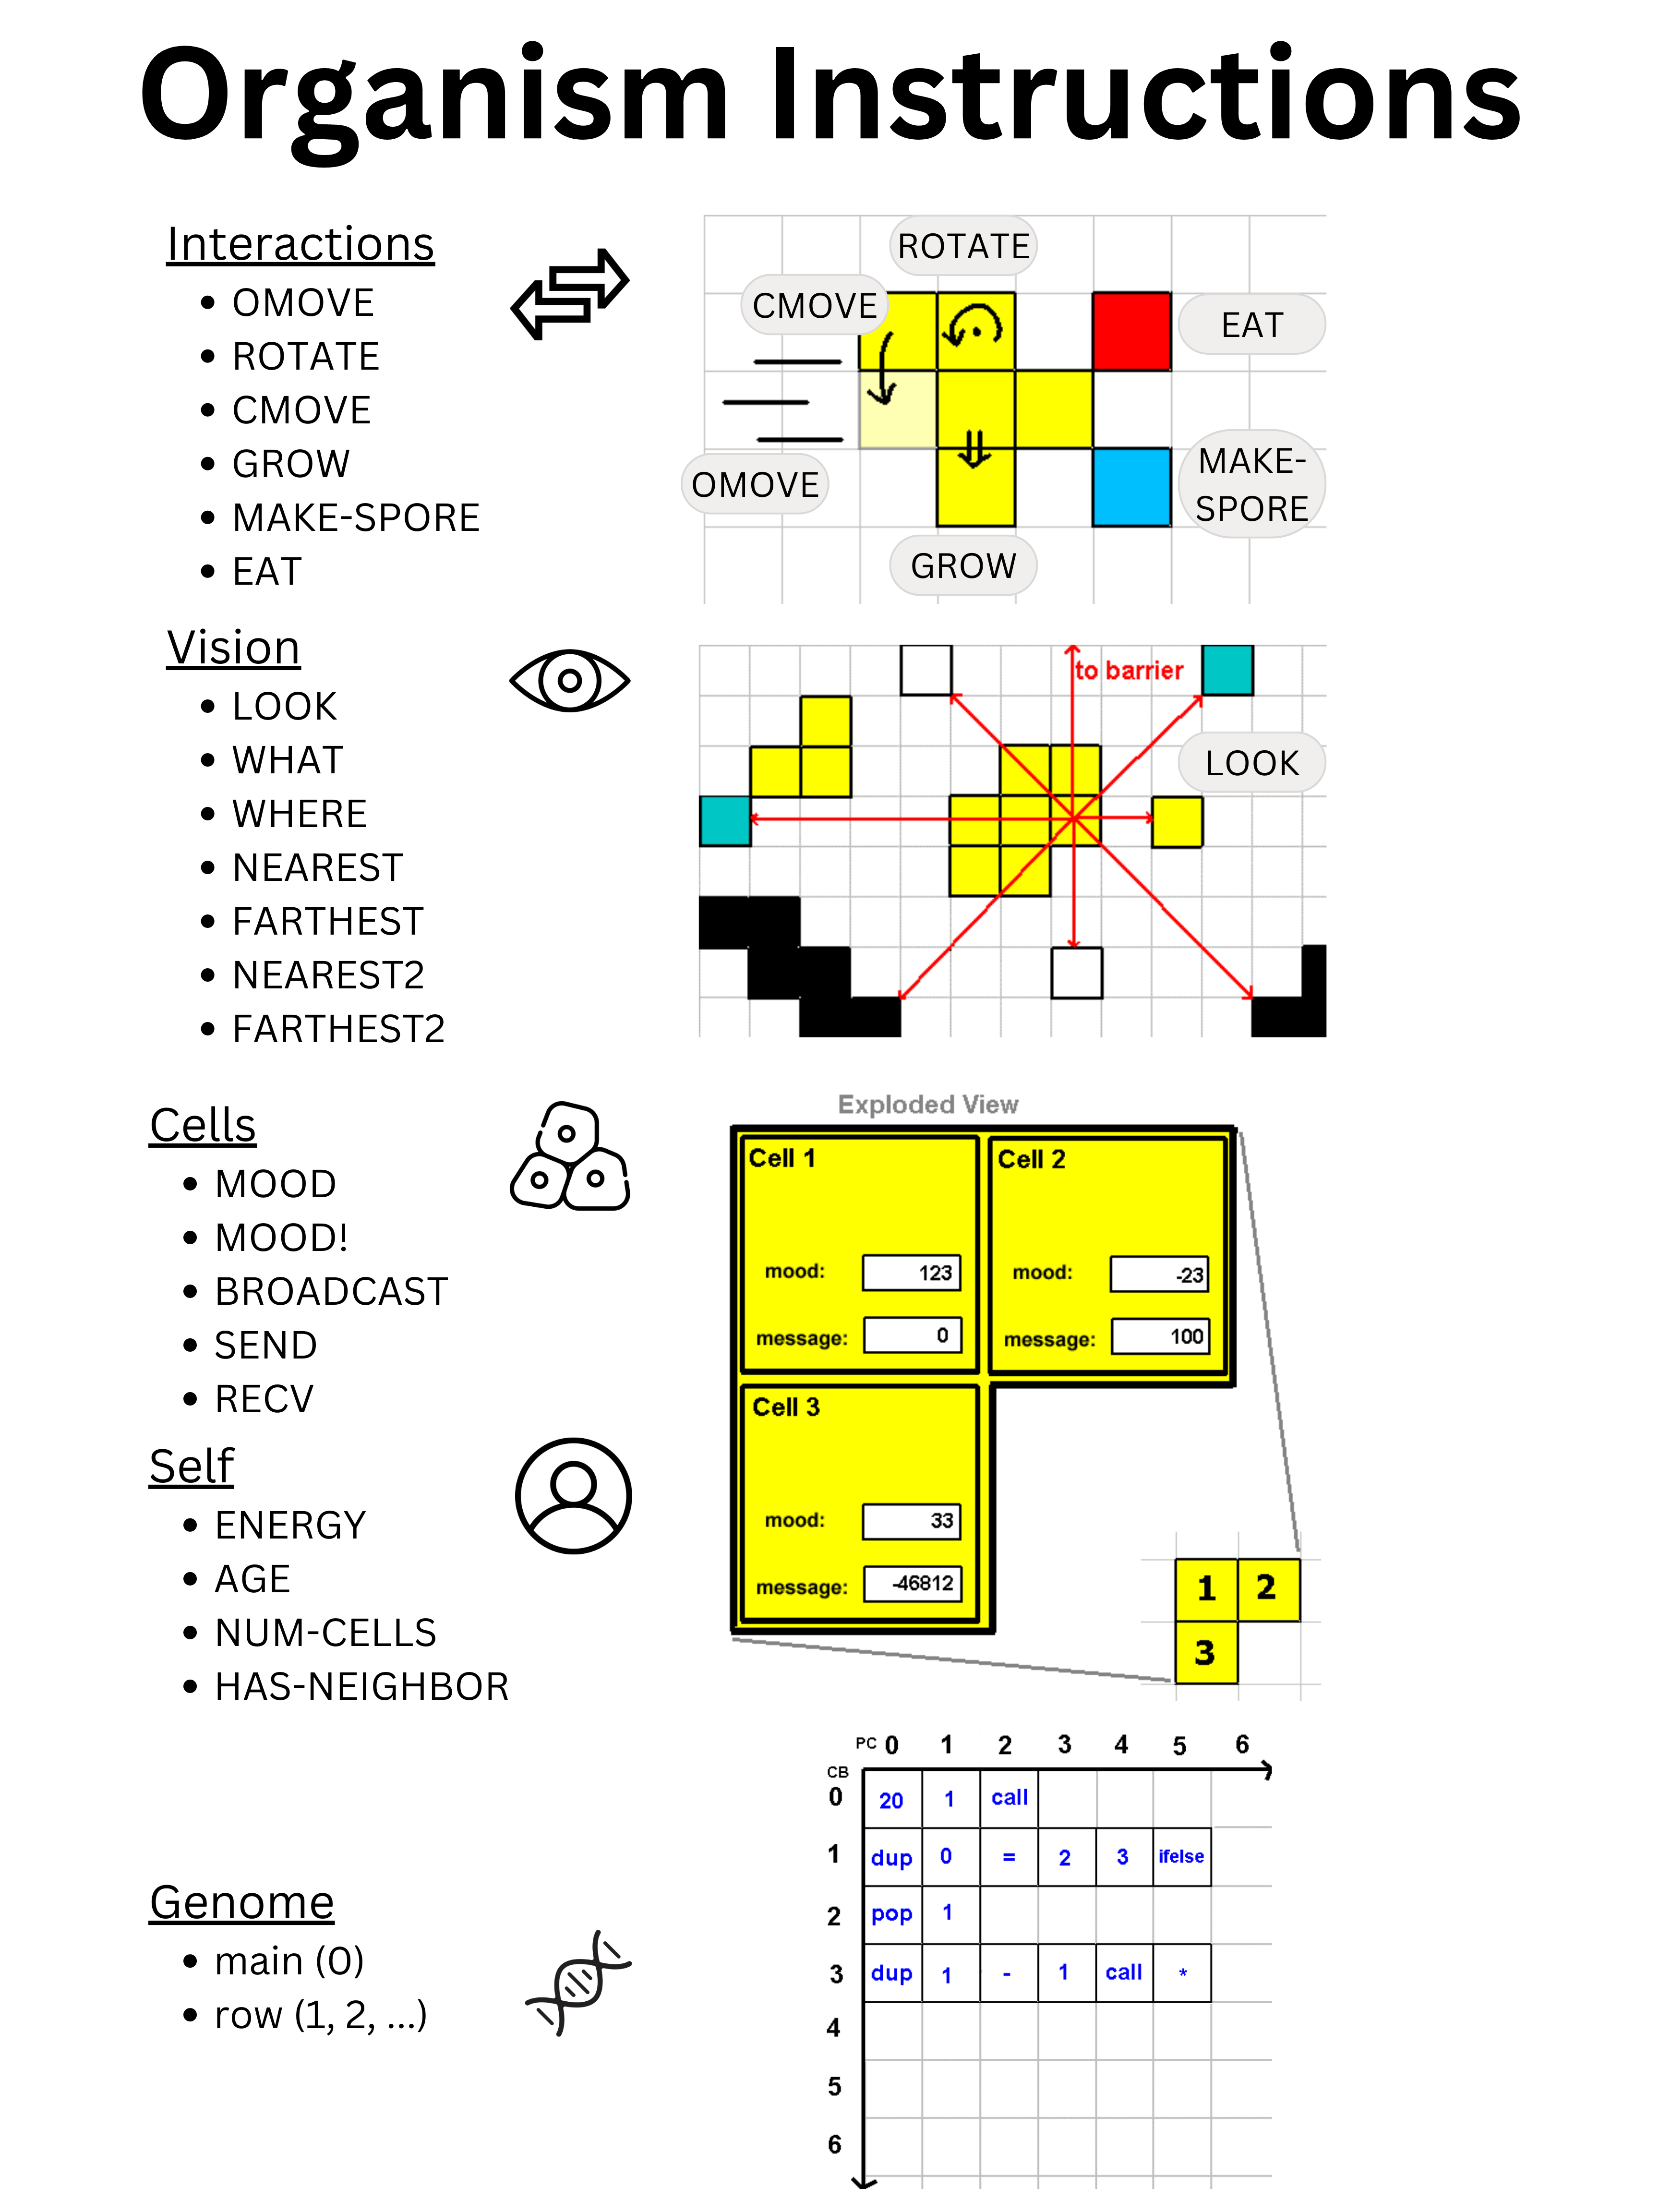 Organism Instructions
Interactions
OMOVE
ROTATE
CMOVE
GROW
MAKE-SPORE
EAT
ROTATE
CMOVE
EAT
OMOVE
MAKE-
SPORE
GROW
Vision
LOOK
WHAT
WHERE
NEAREST
FARTHEST
NEAREST2
FARTHEST2
to barrier
LOOK
Cells
MOOD
MOOD!
BROADCAST
SEND
RECV
Self
ENERGY
AGE
NUM-CELLS
HAS-NEIGHBOR
Exploded View
Cell 1
mood: 123
message: 0
Cell 2
mood: -23
message: 100
Cell 3
mood: 33
message: -46812
1 2
3
Genome
main (0)
row (1, 2, ...)
PC 0 1 2 3 4 5 6
CB
0 20 1 call
1 dup 0 = 2 3 ifelse
2 pop 1
3 dup 1 - 1 call *
4
5
6